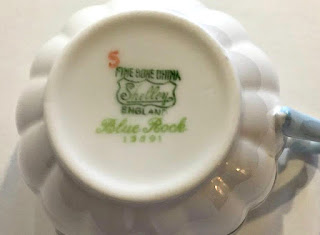 S
FINE BONE CHINA
Shelley
ENGLAND
Blue Rock
13591